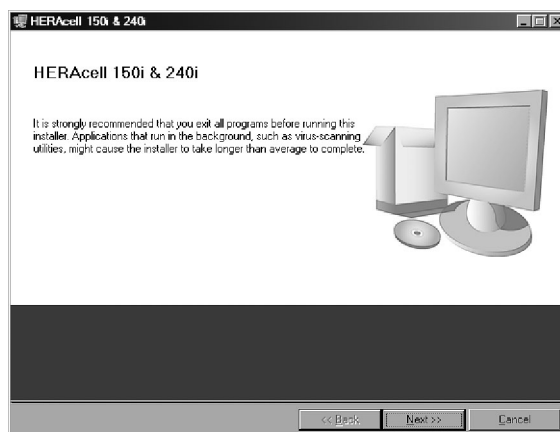 HERAcell 150i & 240i
HERAcell 150i & 240i
It is strongly recommended that you exit all programs before running this
installer. Applications that run in the background, such as virus-scanning
utilities, might cause the installer to take longer than average to complete.
<< Back
Next >>
Cancel